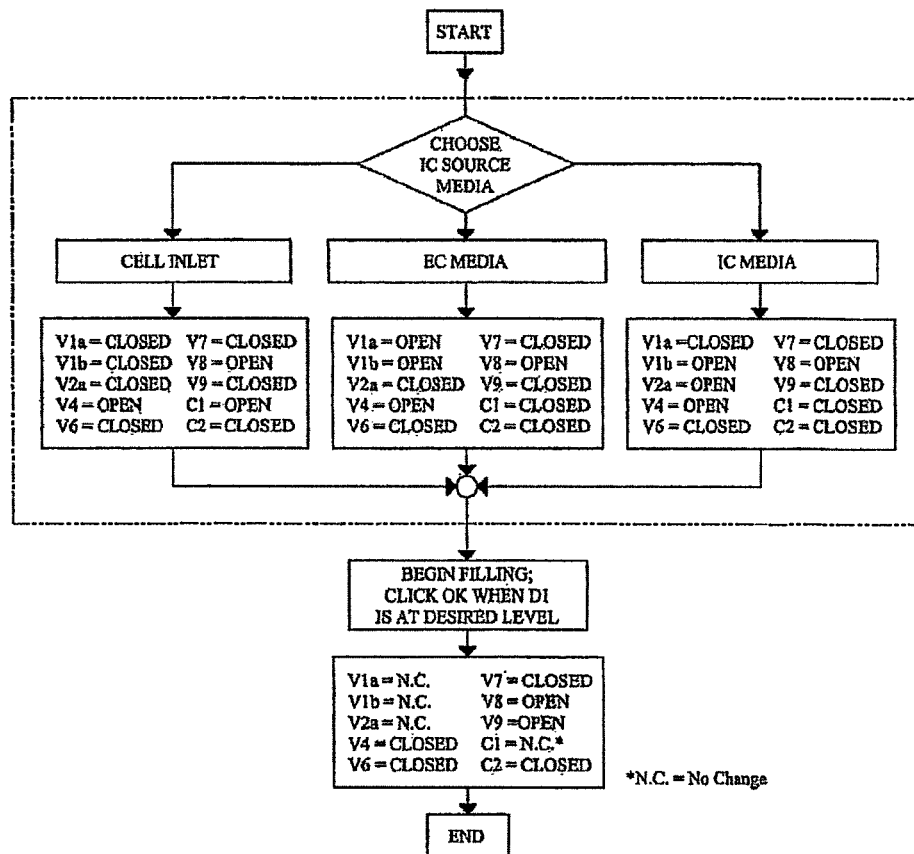 START
CHOOSE
IC SOURCE
MEDIA
CELL INLET
EC MEDIA
IC MEDIA
V1a = CLOSED V7 = CLOSED
V1b = CLOSED V8 = OPEN
V2a = CLOSED V9 = CLOSED
V4 = OPEN C1 = OPEN
V6 = CLOSED C2 = CLOSED
V1a = OPEN V7 = CLOSED
V1b = OPEN V8 = OPEN
V2a = CLOSED V9 = CLOSED
V4 = OPEN C1 = CLOSED
V6 = CLOSED C2 = CLOSED
V1a = CLOSED V7 = CLOSED
V1b = OPEN V8 = OPEN
V2a = OPEN V9 = CLOSED
V4 = OPEN C1 = CLOSED
V6 = CLOSED C2 = CLOSED
BEGIN FILLING;
CLICK OK WHEN D1
IS AT DESIRED LEVEL
V1a = N.C. V7 = CLOSED
V1b = N.C. V8 = OPEN
V2a = N.C. V9 = OPEN
V4 = CLOSED C1 = N.C.*
V6 = CLOSED C2 = CLOSED
*N.C. = No Change
END